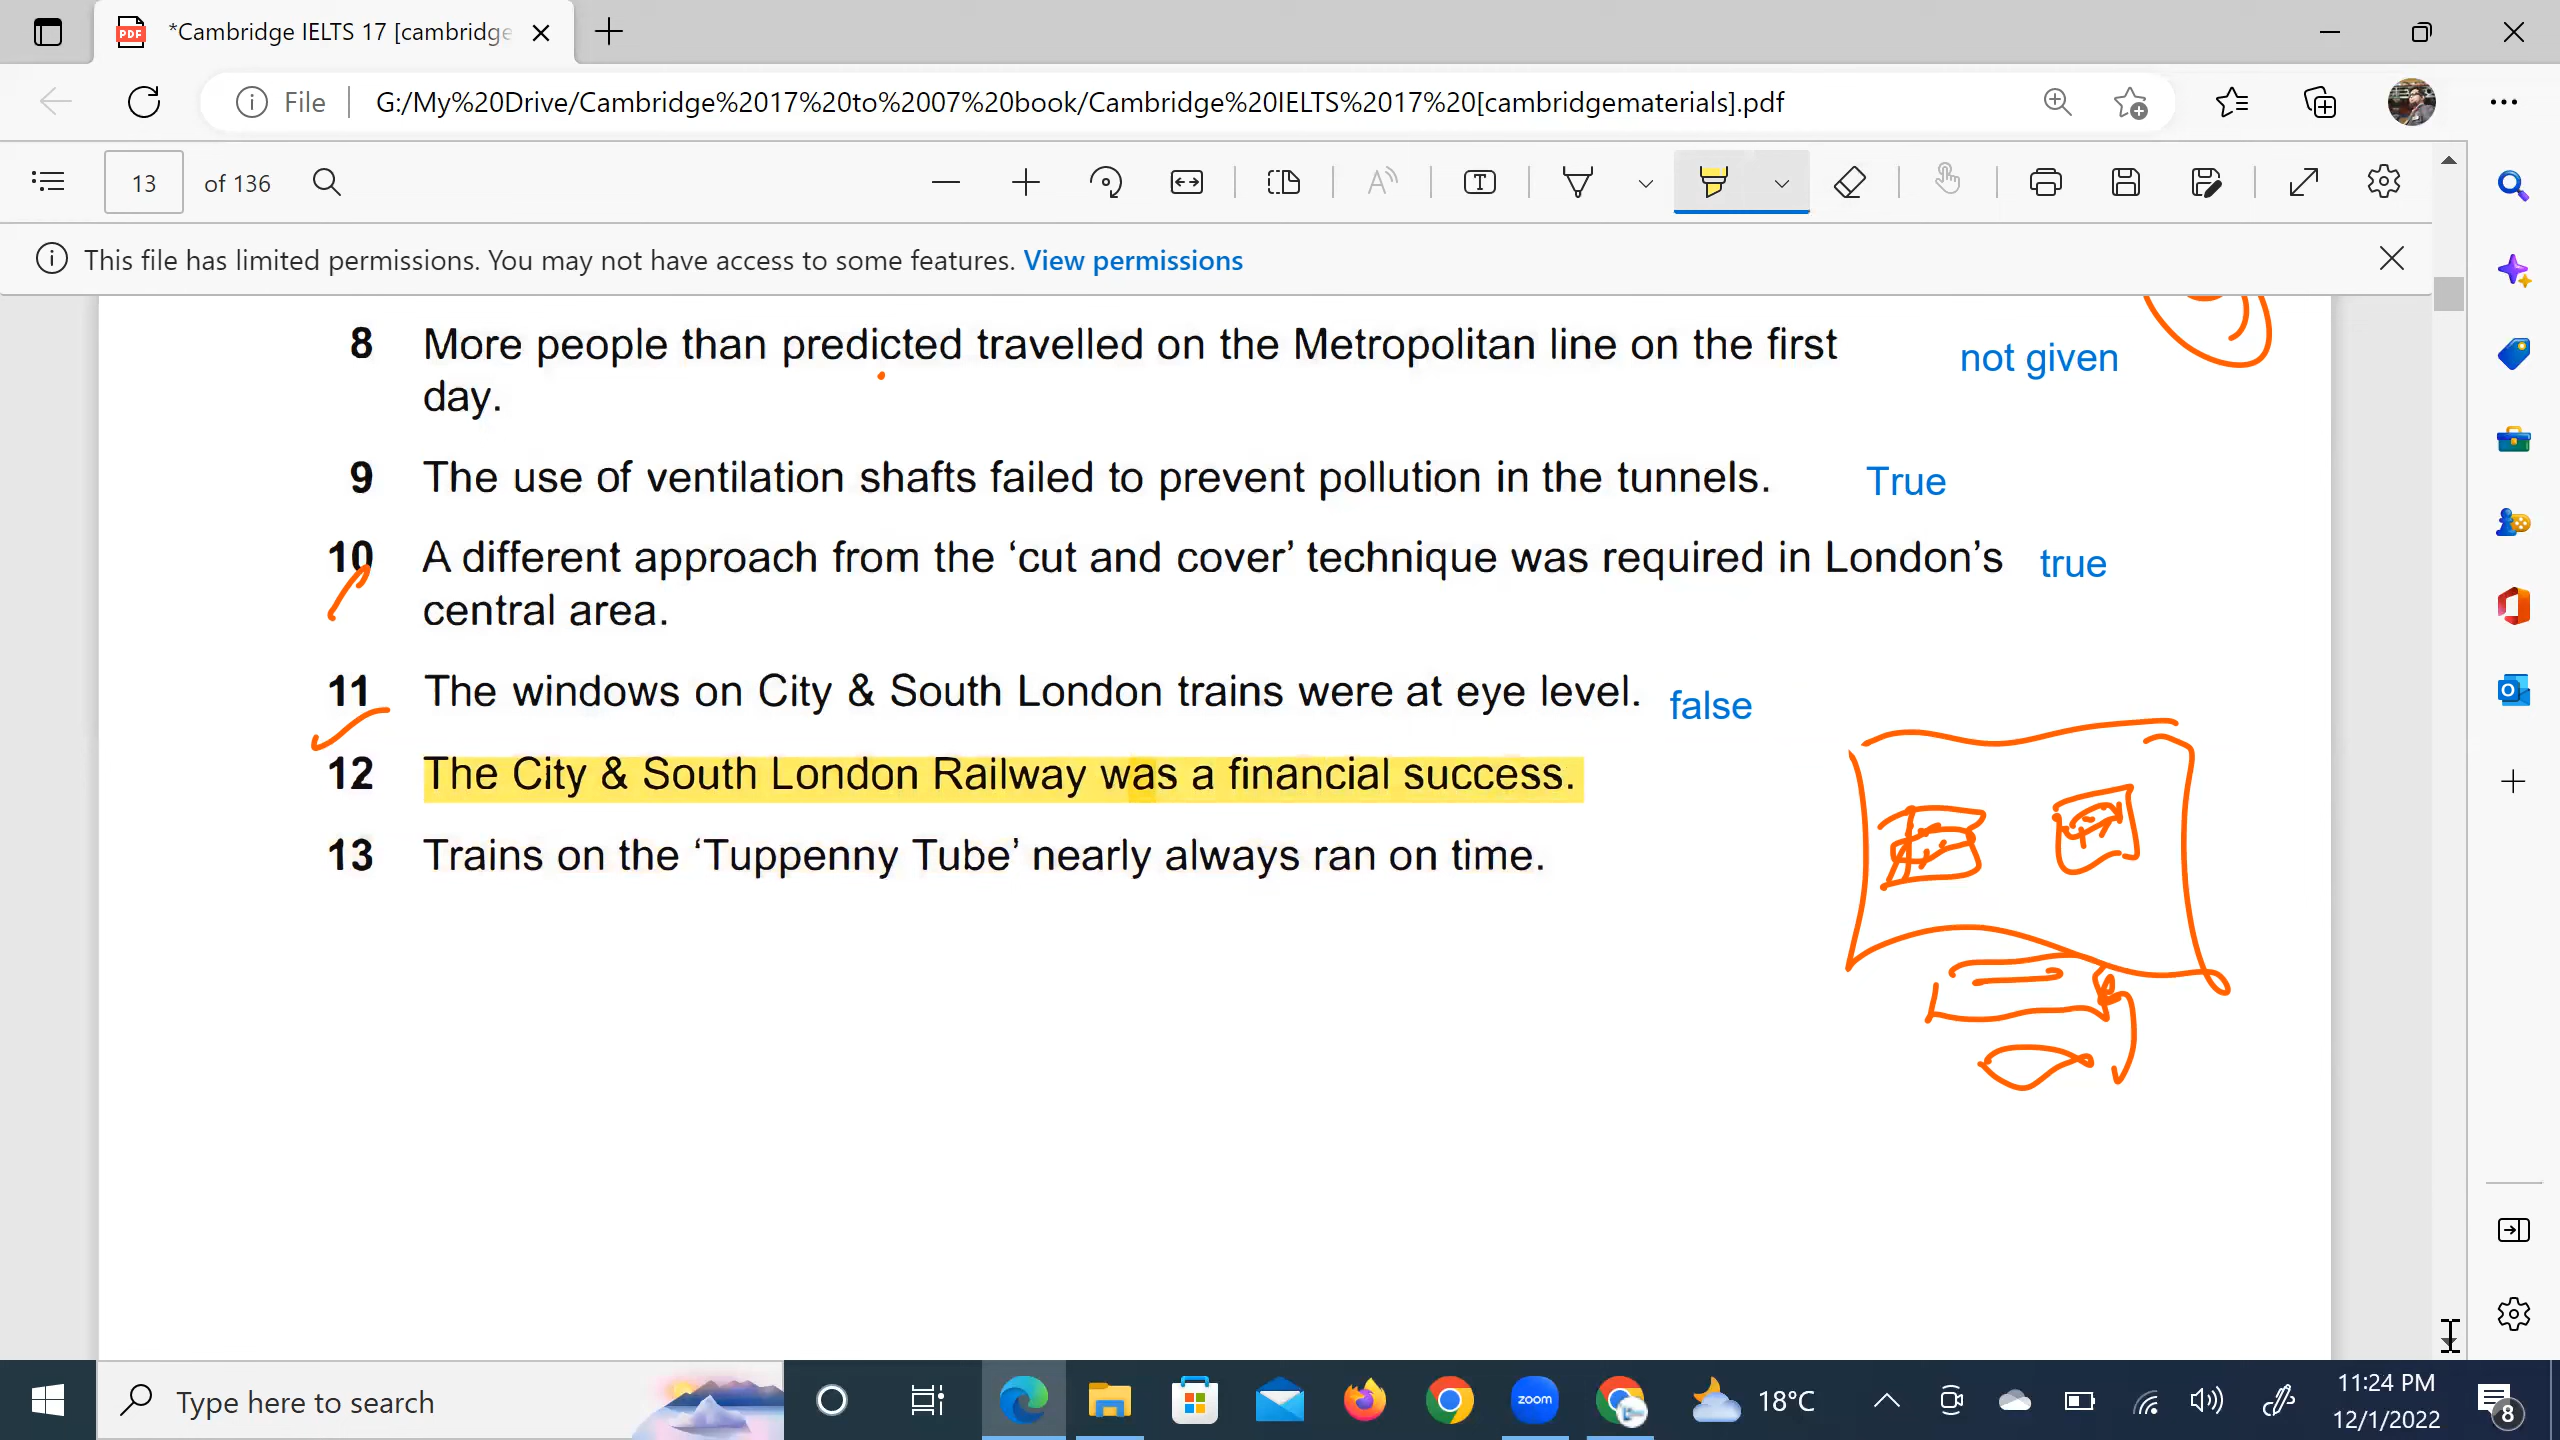 *Cambridge IELTS 17 [cambridge
File G:/My%20Drive/Cambridge%2017%20to%2007%20book/Cambridge%20IELTS%2017%20[cambridgematerials].pdf
13 of 136
This file has limited permissions. You may not have access to some features. View permissions
8 More people than predicted travelled on the Metropolitan line on the first not given
day.
9 The use of ventilation shafts failed to prevent pollution in the tunnels. True
10 A different approach from the ‘cut and cover’ technique was required in London’s true
central area.
11 The windows on City & South London trains were at eye level. false
12 The City & South London Railway was a financial success.
13 Trains on the ‘Tuppenny Tube’ nearly always ran on time.
Type here to search zoom 18°C 11:24 PM
12/1/2022 8